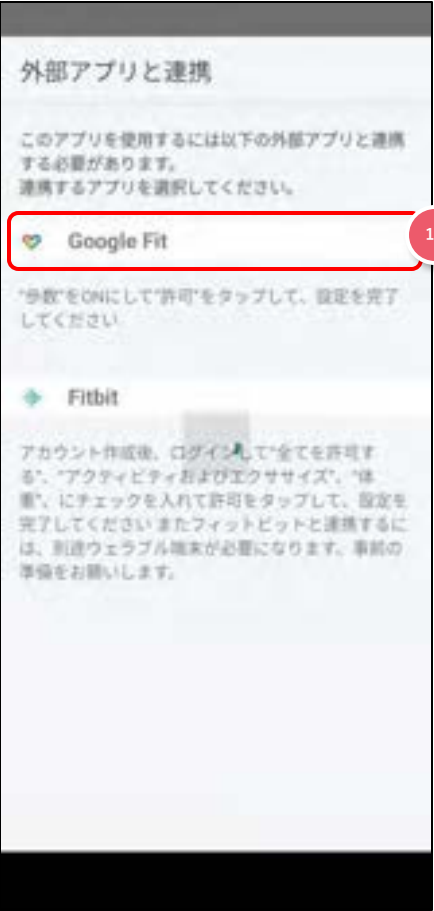 外部アプリと連携
このアプリを使用するには以下の外部アプリと連携
する必要があります。
連携するアプリを選択してください。
Google Fit
1
"歩数"をONにして"許可"をタップして、設定を完了
してください
Fitbit
アカウント作成後、ログインして"全てを許可す
る"、"アクティビティおよびエクササイズ"、"体
重"、にチェックを入れて許可をタップして、設定を
完了してください またフィットビットと連携するに
は、別途ウェラブル端末が必要になります。事前の
準備をお願いします。